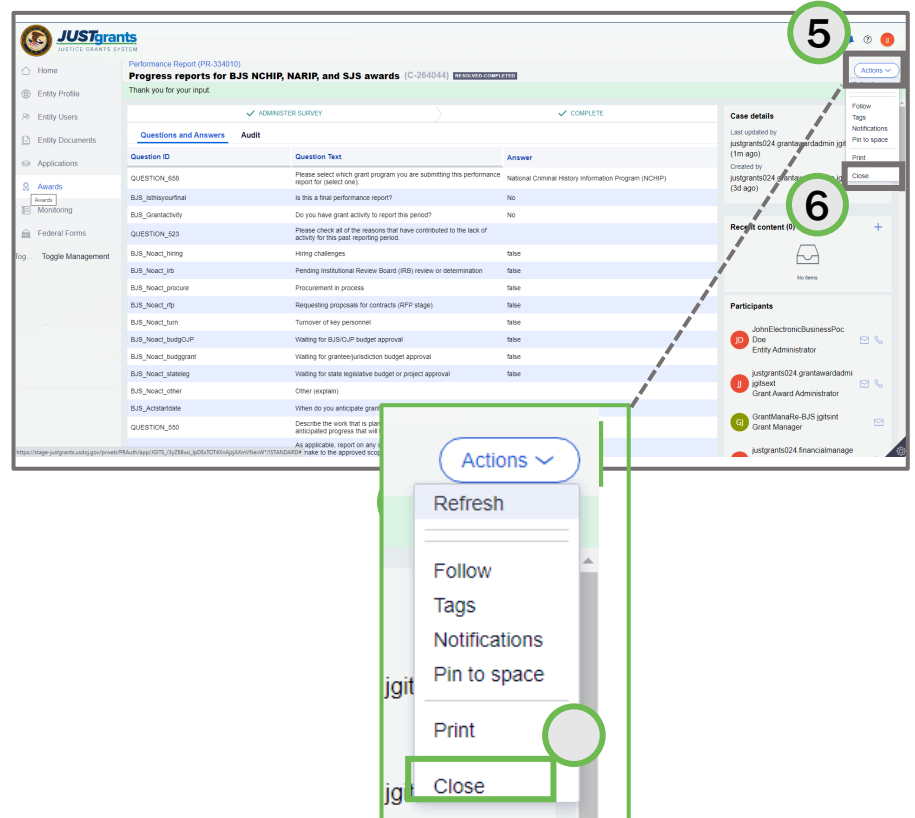 5
JUSTgrants
JUSTICE GRANTS SYSTEM
Home
Entity Profile
Entity Users
Entity Documents
Applications
Awards
Awards
Monitoring
Federal Forms
Tog... Toggle Management
Performance Report (PR-334010)
Progress reports for BJS NCHIP, NARIP, and SJS awards (C-264044) RESOLVED-COMPLETED
Thank you for your input.
ADMINISTER SURVEY
COMPLETE
Questions and Answers Audit
Question ID Question Text Answer
QUESTION_658 Please select which grant program you are submitting this performance report for (select one): National Criminal History Information Program (NCHIP)
BJS_Isthisyourfinal Is this a final performance report? No
BJS_Grantactivity Do you have grant activity to report this period? No
QUESTION_523 Please check all of the reasons that have contributed to the lack of activity for this past reporting period.
BJS_Noact_hiring Hiring challenges false
BJS_Noact_irb Pending Institutional Review Board (IRB) review or determination false
BJS_Noact_procure Procurement in process false
BJS_Noact_rfp Requesting proposals for contracts (RFP stage) false
BJS_Noact_turn Turnover of key personnel false
BJS_Noact_budgOJP Waiting for BJS/OJP budget approval false
BJS_Noact_budggrant Waiting for grantee/jurisdiction budget approval false
BJS_Noact_stateleg Waiting for state legislative budget or project approval false
BJS_Noact_other Other (explain)
BJS_Actstartdate When do you anticipate grant
QUESTION_550 Describe the work that is plan
anticipated progress that will
As applicable, report on any
make to the approved scop
JJ
Actions
Follow
Tags
Notifications
Pin to space
Print
Close
6
Case details
Last updated by
justgrants024.grantawardadmin jgit
(1m ago)
Created by
(3d ago)
Recent content (0)
No items
Participants
JD
JohnElectronicBusinessPoc
Doe
Entity Administrator
JJ
justgrants024.grantawardadmi
jgitsext
Grant Award Administrator
GJ
GrantManaRe-BJS jgitsint
Grant Manager
justgrants024.financialmanage
Actions
Refresh
Follow
Tags
Notifications
Pin to space
Print
Close
jgit
jgit